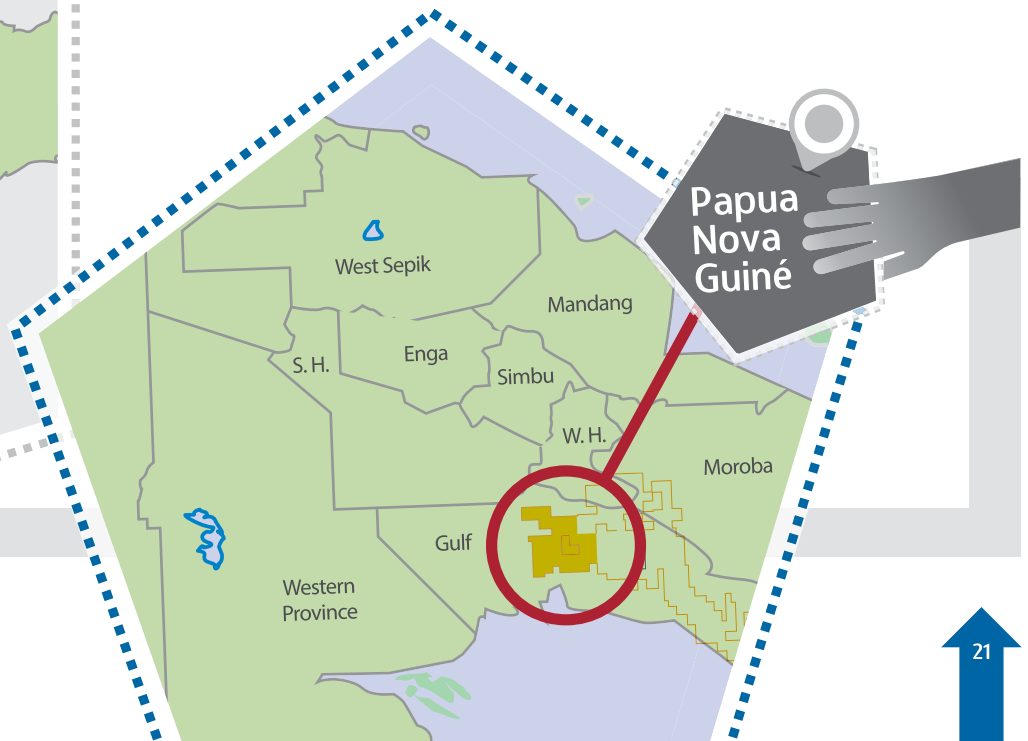 Papua
Nova
Guiné
West Sepik
Mandang
Enga
S. H.
Simbu
W. H.
Moroba
Gulf
Western
Province
21